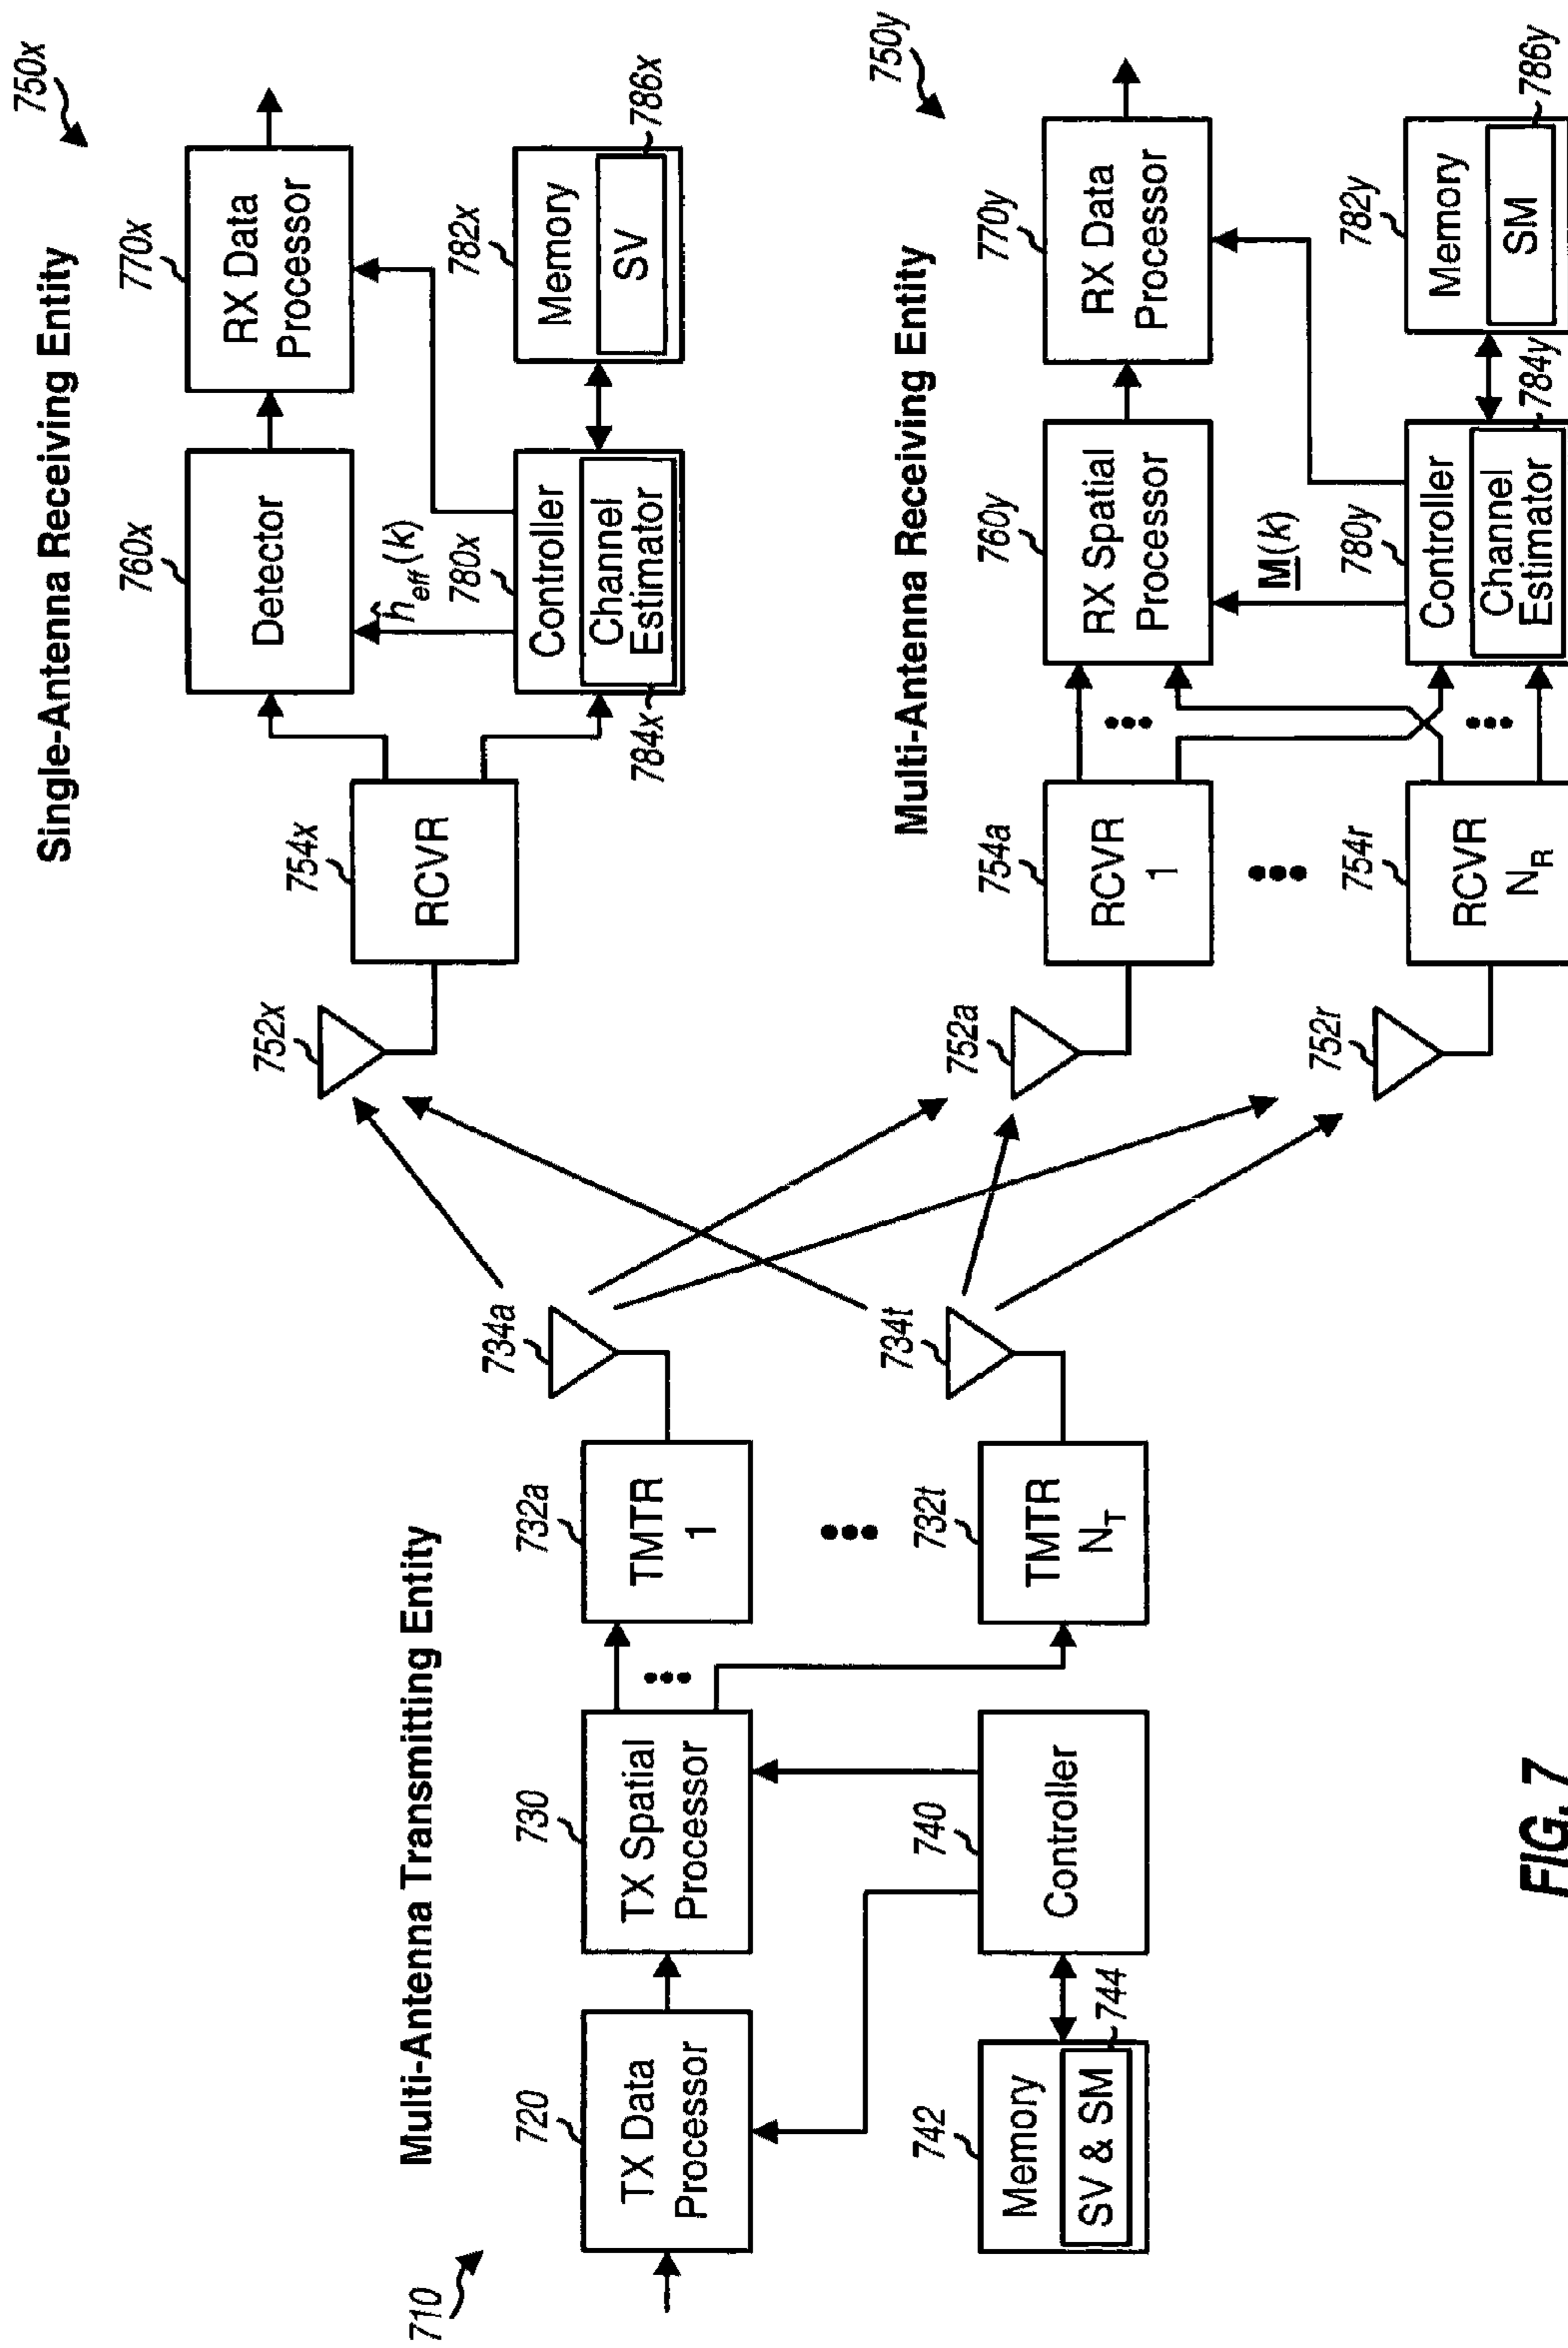 Multi-Antenna Transmitting Entity
710
720
TX Data
Processor
730
TX Spatial
Processor
732a
TMTR
1
734a
732t
TMTR
N_T
734t
740
Controller
742
Memory
SV & SM
744
Single-Antenna Receiving Entity
750x
752x
754x
RCVR
760x
Detector
770x
RX Data
Processor
ĥ_eff(k)
780x
Controller
Channel
Estimator
784x
782x
Memory
SV
786x
Multi-Antenna Receiving Entity
750y
752a
754a
RCVR
1
752r
754r
RCVR
N_R
760y
RX Spatial
Processor
770y
RX Data
Processor
M(k)
780y
Controller
Channel
Estimator
784y
782y
Memory
SM
786y
FIG. 7